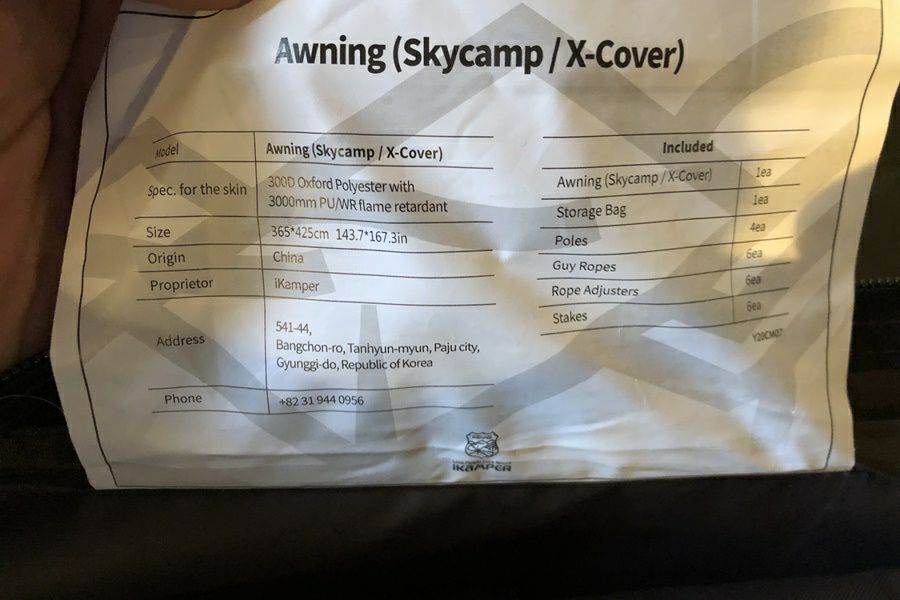 Awning (Skycamp / X-Cover)
Model Awning (Skycamp / X-Cover)
Spec. for the skin 300D Oxford Polyester with
3000mm PU/WR flame retardant
Size 365*425cm 143.7*167.3in
Origin China
Proprietor iKamper
Address 541-44,
Bangchon-ro, Tanhyun-myun, Paju city,
Gyunggi-do, Republic of Korea
Phone +82 31 944 0956
Included
Awning (Skycamp / X-Cover) 1ea
Storage Bag 1ea
Poles 4ea
Guy Ropes 6ea
Rope Adjusters 6ea
Stakes 6ea
Y20CM07
iKAMPER